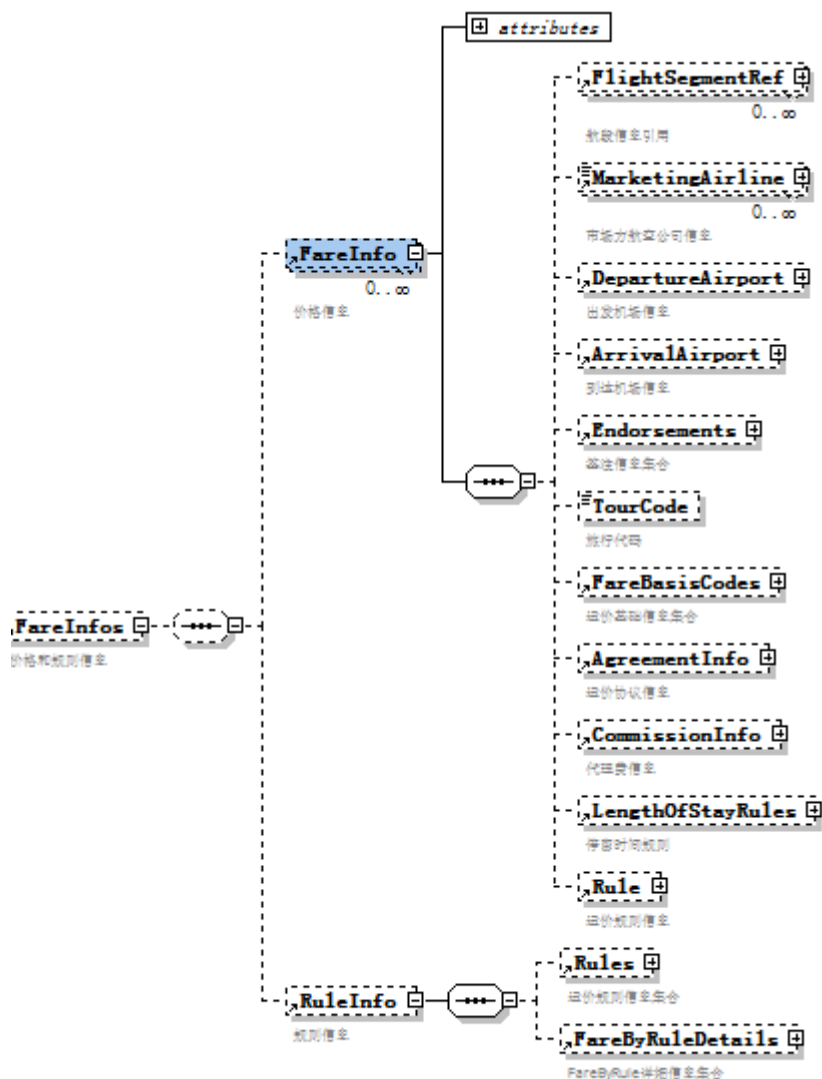 attributes
FlightSegmentRef
0..∞
航段信息引用
MarketingAirline
0..∞
市场方航空公司信息
FareInfo
0..∞
价格信息
DepartureAirport
出发机场信息
ArrivalAirport
到达机场信息
Endorsements
签注信息集合
TourCode
旅行代码
FareBasisCodes
运价基础信息集合
FareInfos
价格和规则信息
AgreementInfo
运价协议信息
CommissionInfo
代理费信息
LengthOfStayRules
停留时间规则
Rule
运价规则信息
Rules
运价规则信息集合
RuleInfo
规则信息
FareByRuleDetails
FareByRule详细信息集合